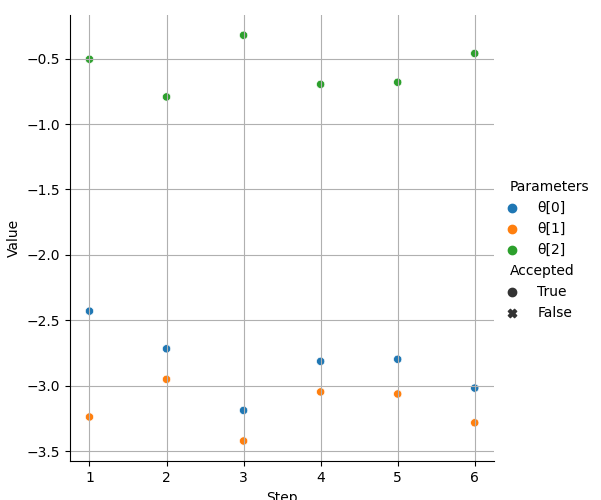 −0.5
−1.0
−1.5
−2.0
−2.5
−3.0
−3.5
Value
1 2 3 4 5 6
Step
Parameters
θ[0]
θ[1]
θ[2]
Accepted
True
False